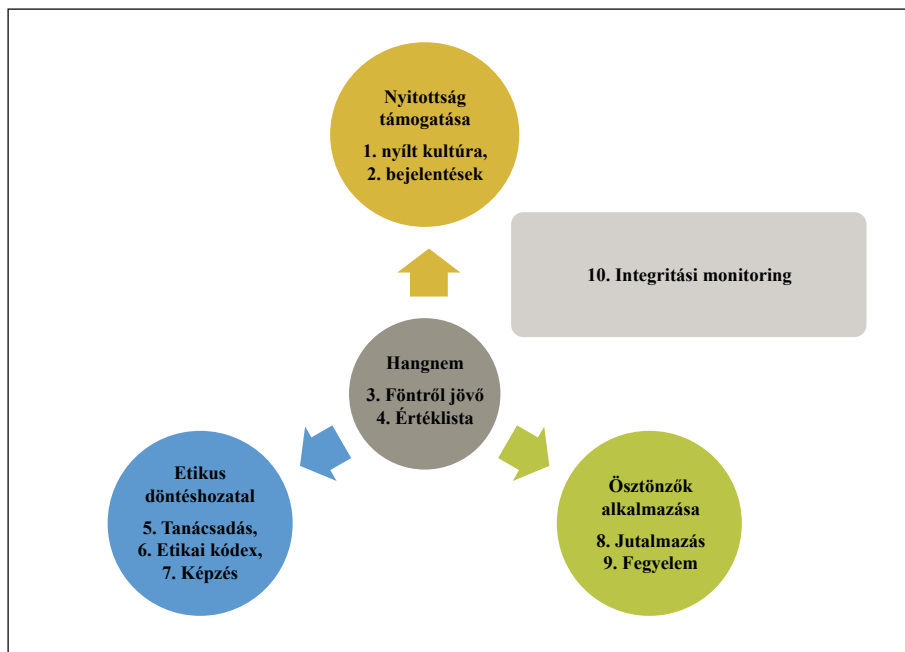 Nyitottság
támogatása
1. nyílt kultúra,
2. bejelentések
10. Integritási monitoring
Hangnem
3. Föntről jövő
4. Értéklista
Etikus
döntéshozatal
5. Tanácsadás,
6. Etikai kódex,
7. Képzés
Ösztönzők
alkalmazása
8. Jutalmazás
9. Fegyelem